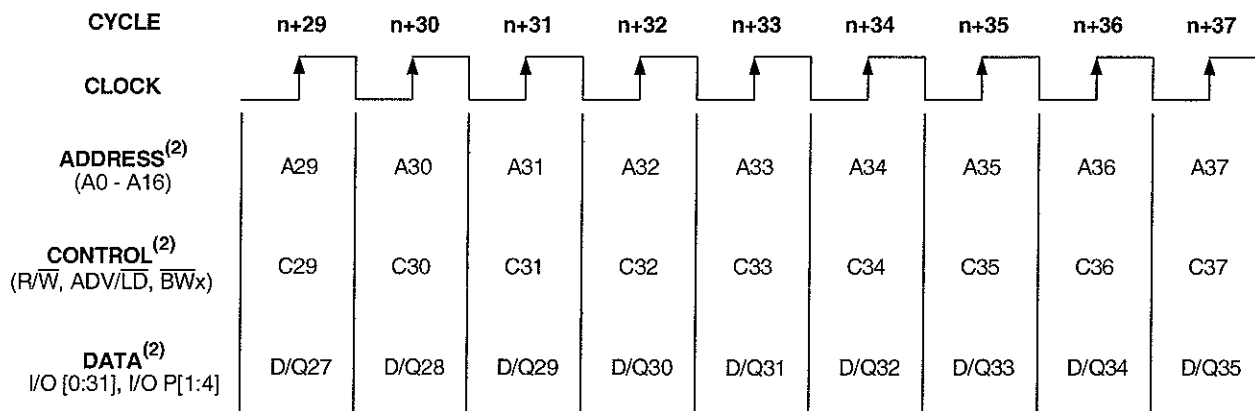 CYCLE n+29 n+30 n+31 n+32 n+33 n+34 n+35 n+36 n+37
CLOCK
ADDRESS(2) A29 A30 A31 A32 A33 A34 A35 A36 A37
(A0 - A16)
CONTROL(2) C29 C30 C31 C32 C33 C34 C35 C36 C37
(R/W̅, ADV/L̅D̅, B̅W̅x)
DATA(2) D/Q27 D/Q28 D/Q29 D/Q30 D/Q31 D/Q32 D/Q33 D/Q34 D/Q35
I/O [0:31], I/O P[1:4]